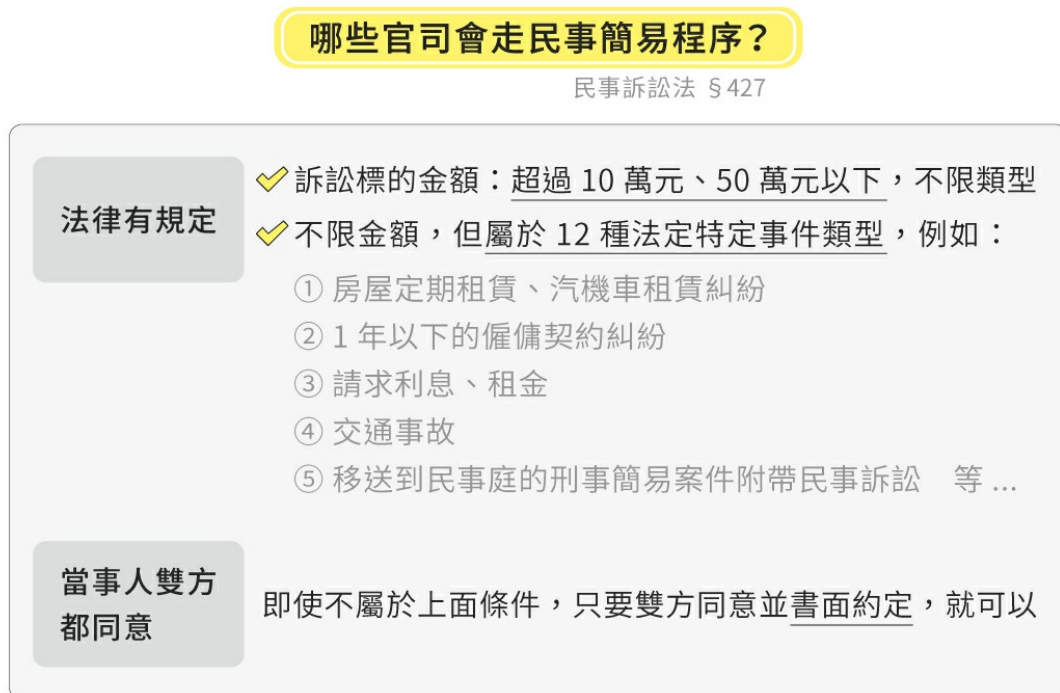 哪些官司會走民事簡易程序？
民事訴訟法 §427
法律有規定
訴訟標的金額：超過 10 萬元、50 萬元以下，不限類型
不限金額，但屬於 12 種法定特定事件類型，例如：
① 房屋定期租賃、汽機車租賃糾紛
② 1 年以下的僱傭契約糾紛
③ 請求利息、租金
④ 交通事故
⑤ 移送到民事庭的刑事簡易案件附帶民事訴訟　等 ...
當事人雙方
都同意
即使不屬於上面條件，只要雙方同意並書面約定，就可以